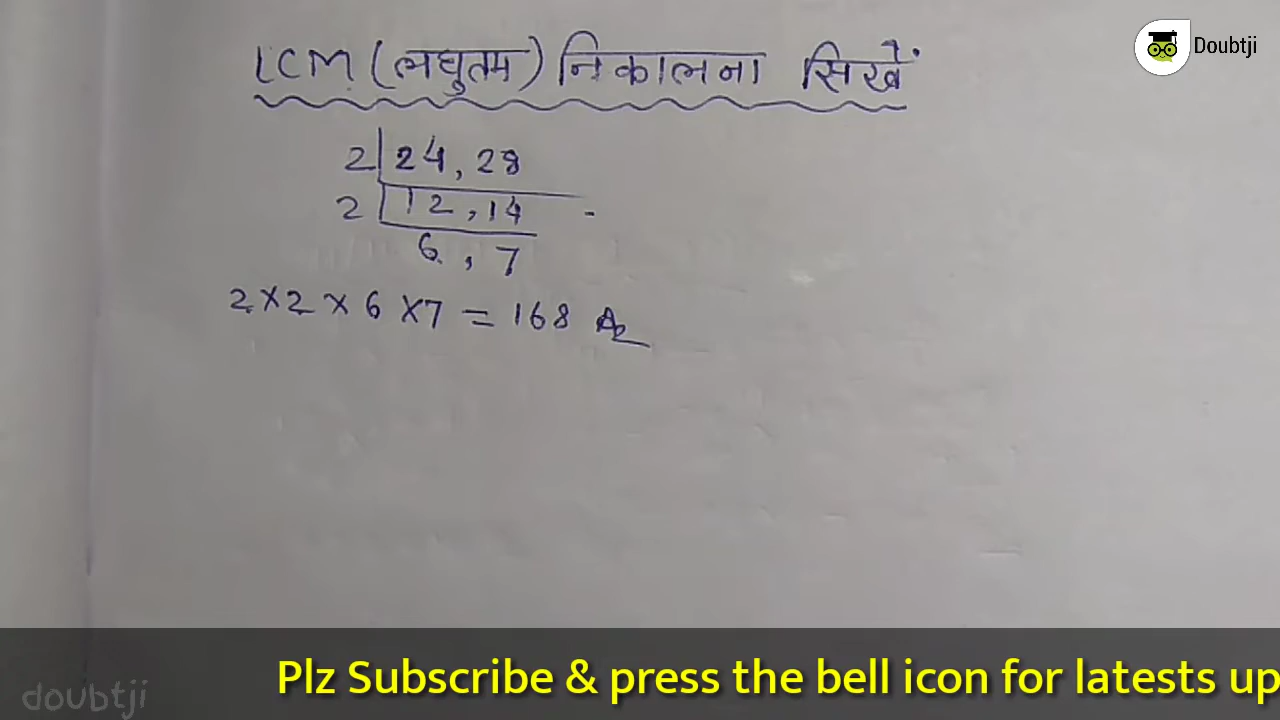 LCM (लघुतम) निकालना सिखें
Doubtji
2 | 24, 28
2 | 12, 14
6, 7
2 × 2 × 6 × 7 = 168 A
Plz Subscribe & press the bell icon for latests up
doubtji